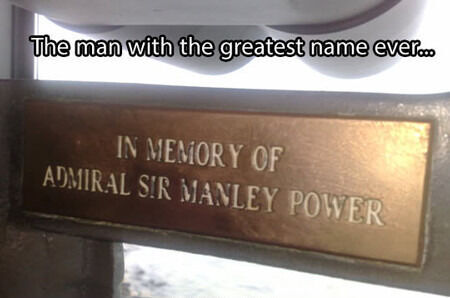 The man with the greatest name ever...
IN MEMORY OF
ADMIRAL SIR MANLEY POWER